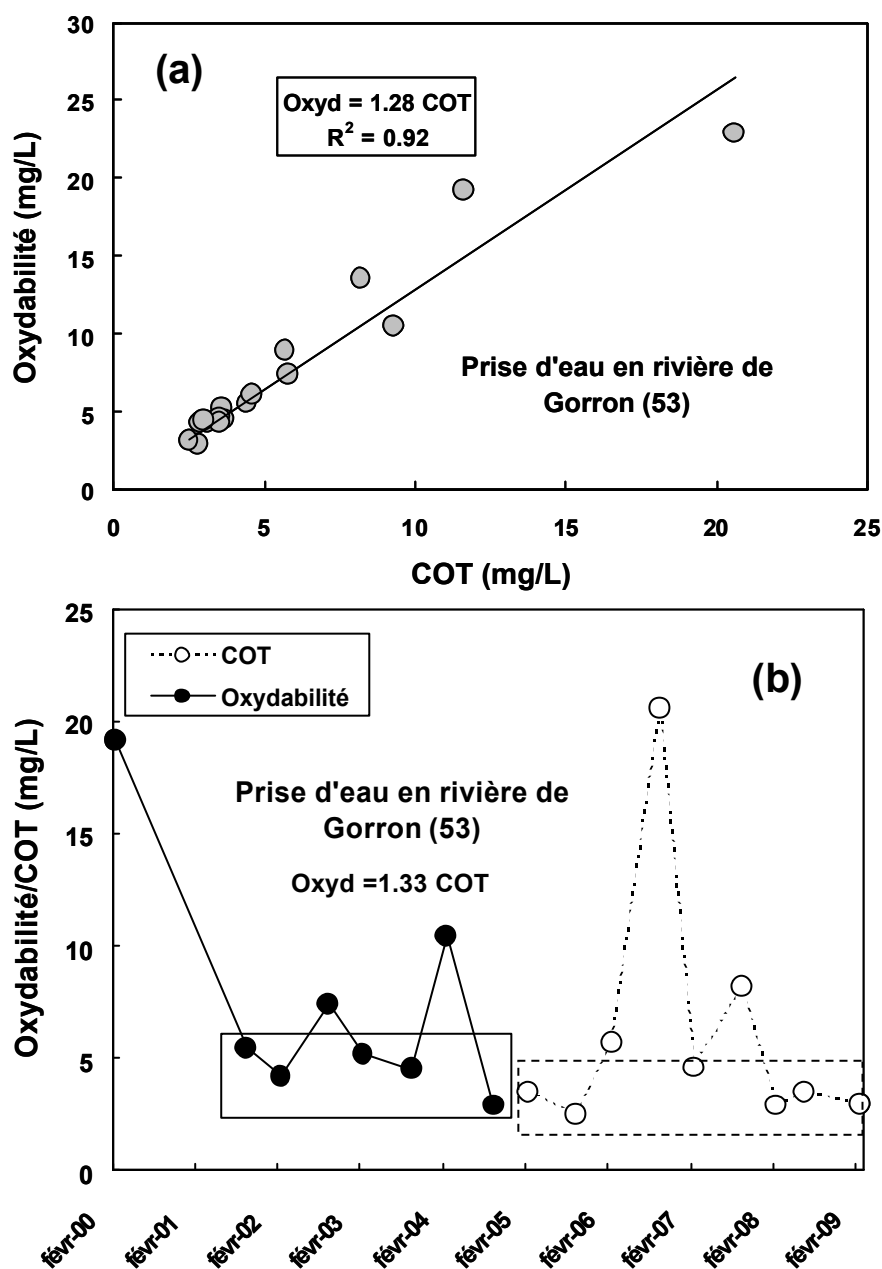 30
25
20
15
10
5
0
Oxydabilité (mg/L)
(a)
Oxyd = 1.28 COT
R² = 0.92
Prise d'eau en rivière de
Gorron (53)
0 5 10 15 20 25
COT (mg/L)
25
20
15
10
5
0
Oxydabilité/COT (mg/L)
COT
Oxydabilité
(b)
Prise d'eau en rivière de
Gorron (53)
Oxyd =1.33 COT
févr-00 févr-01 févr-02 févr-03 févr-04 févr-05 févr-06 févr-07 févr-08 févr-09